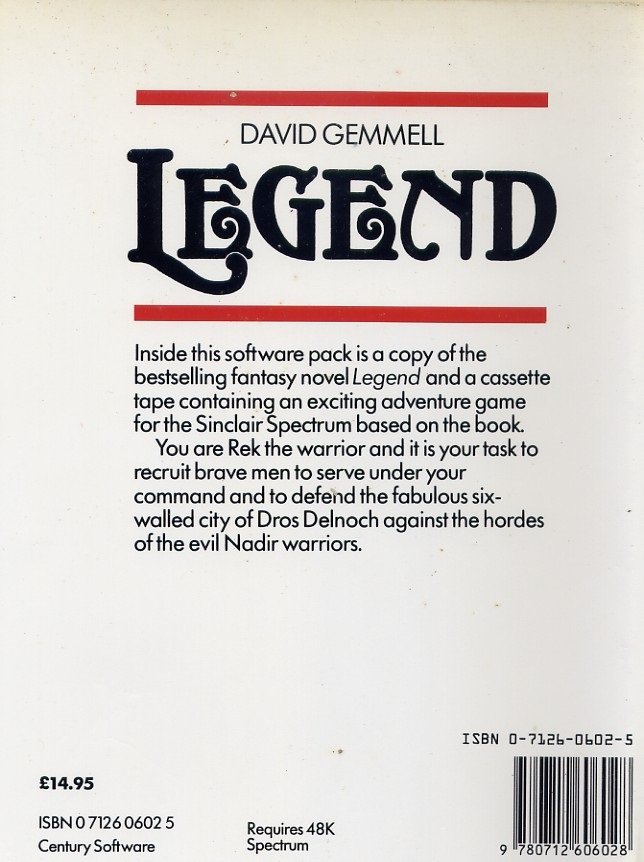 DAVID GEMMELL
LEGEND
Inside this software pack is a copy of the
bestselling fantasy novel Legend and a cassette
tape containing an exciting adventure game
for the Sinclair Spectrum based on the book.
You are Rek the warrior and it is your task to
recruit brave men to serve under your
command and to defend the fabulous six-
walled city of Dros Delnoch against the hordes
of the evil Nadir warriors.
ISBN 0-7126-0602-5
£14.95
ISBN 0 7126 0602 5
Century Software
Requires 48K
Spectrum
9 780712 606028